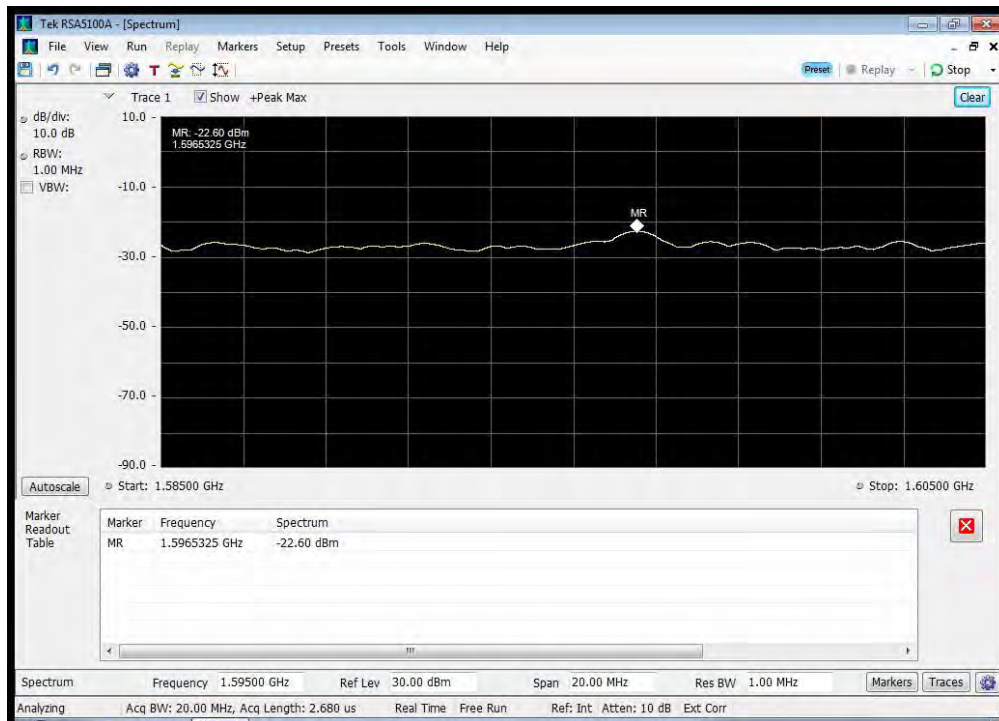 Tek RSA5100A - [Spectrum]
File View Run Replay Markers Setup Presets Tools Window Help
T Preset Replay Stop
Trace 1 Show +Peak Max Clear
dB/div:
10.0 dB
RBW:
1.00 MHz
VBW:
10.0
-10.0
-30.0
-50.0
-70.0
-90.0
MR: -22.60 dBm
1.5965325 GHz
MR
Autoscale Start: 1.58500 GHz Stop: 1.60500 GHz
Marker
Readout
Table
Marker Frequency Spectrum
MR 1.5965325 GHz -22.60 dBm
Spectrum Frequency 1.59500 GHz Ref Lev 30.00 dBm Span 20.00 MHz Res BW 1.00 MHz Markers Traces
Analyzing Acq BW: 20.00 MHz, Acq Length: 2.680 us Real Time Free Run Ref: Int Atten: 10 dB Ext Corr